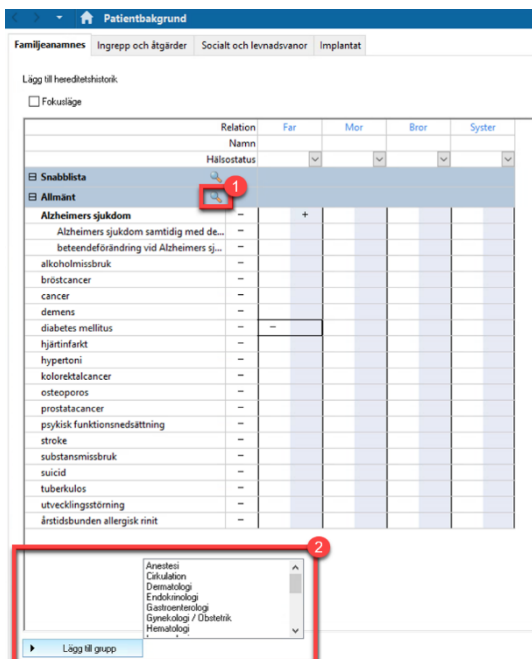 Patientbakgrund
Familjeanamnes Ingrepp och åtgärder Socialt och levnadsvanor Implantat
Lägg till hereditetshistorik
Fokusläge
Relation Far Mor Bror Syster
Namn
Hälsostatus
Snabblista
1
Allmänt
Alzheimers sjukdom – +
Alzheimers sjukdom samtidig med de... –
beteendeförändring vid Alzheimers sj... –
alkoholmissbruk –
bröstcancer –
cancer –
demens –
diabetes mellitus – –
hjärtinfarkt –
hypertoni –
kolorektalcancer –
osteoporos –
prostatacancer –
psykisk funktionsnedsättning –
stroke –
substansmissbruk –
suicid –
tuberkulos –
utvecklingsstörning –
årstidsbunden allergisk rinit –
2
Anestesi
Cirkulation
Dermatologi
Endokrinologi
Gastroenterologi
Gynekologi / Obstetrik
Hematologi
Lägg till grupp